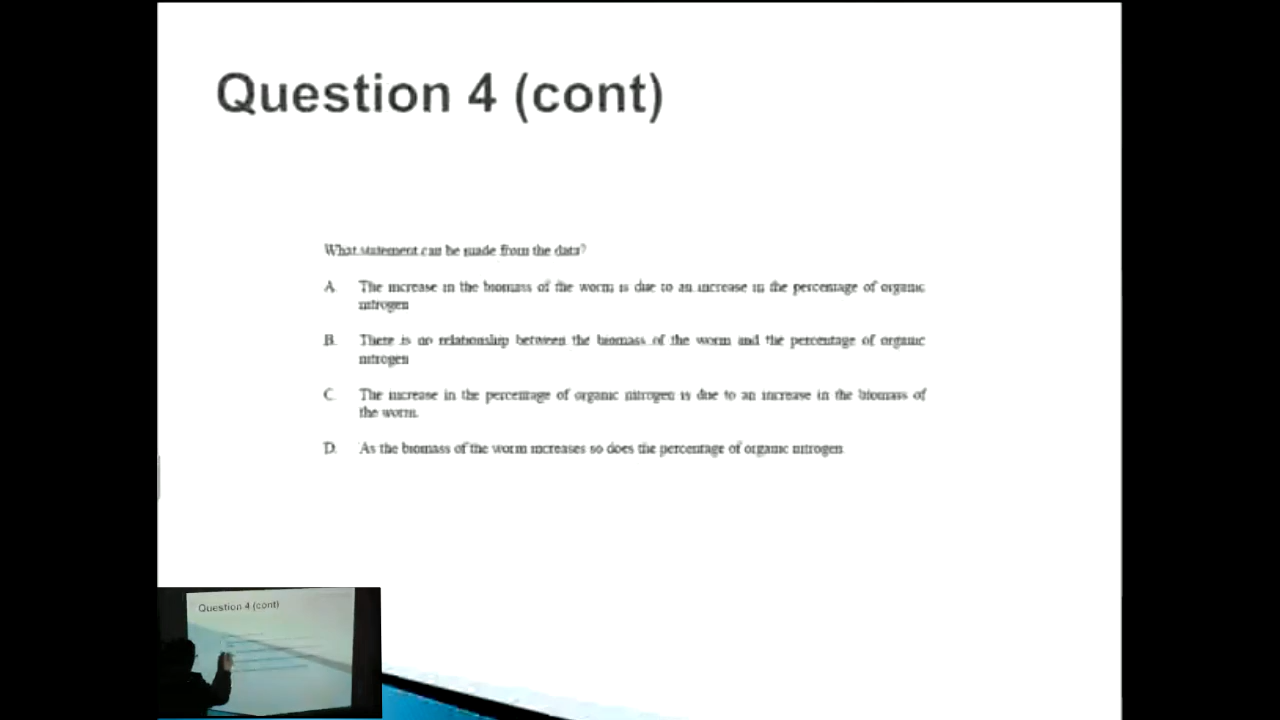 Question 4 (cont)
What statement can be made from the data?
A. The increase in the biomass of the worm is due to an increase in the percentage of organic
nitrogen
B. There is no relationship between the biomass of the worm and the percentage of organic
nitrogen
C. The increase in the percentage of organic nitrogen is due to an increase in the biomass of
the worm.
D. As the biomass of the worm increases so does the percentage of organic nitrogen
Question 4 (cont)